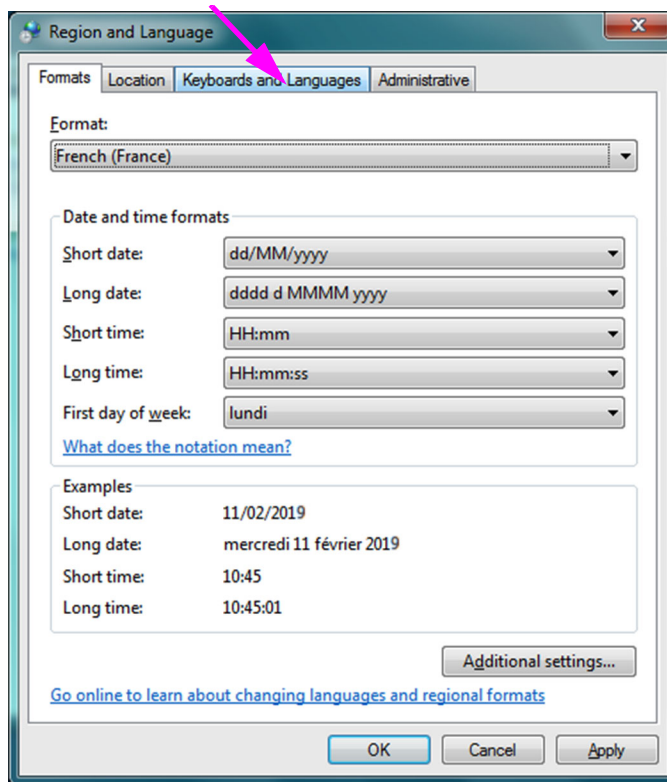 Region and Language
Formats Location Keyboards and Languages Administrative
Format:
French (France)
Date and time formats
Short date: dd/MM/yyyy
Long date: dddd d MMMM yyyy
Short time: HH:mm
Long time: HH:mm:ss
First day of week: lundi
What does the notation mean?
Examples
Short date: 11/02/2019
Long date: mercredi 11 février 2019
Short time: 10:45
Long time: 10:45:01
Additional settings...
Go online to learn about changing languages and regional formats
OK Cancel Apply